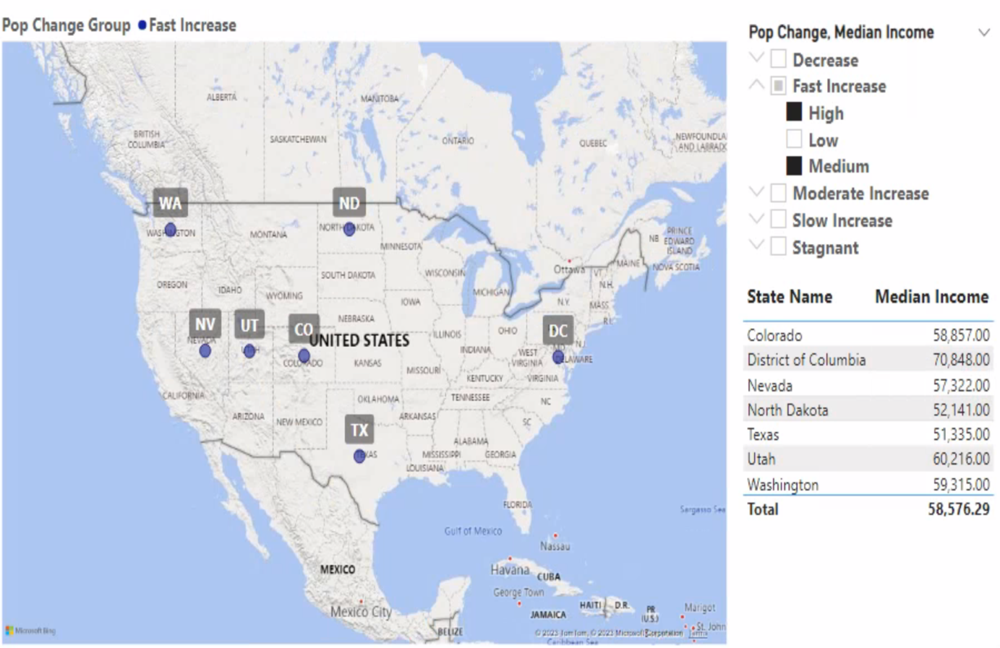 Pop Change Group Fast Increase
ALBERTA
MANITOBA
BRITISH
COLUMBIA
SASKATCHEWAN
ONTARIO
QUEBEC
NEWFOUNDLA
AND LABRADO
WA
ND
WASHINGTON
MONTANA
NORTH DAKOTA
MINNESOTA
NB
PRINCE
EDWARD
ISLAND
NOVA SCOTIA
Ottawa
MAINE
VT
N.H.
OREGON
IDAHO
WYOMING
SOUTH DAKOTA
WISCONSIN
MICHIGAN
IOWA
N.Y.
MASS
R.I.
NV
UT
CO
DC
NEVADA
UTAH
COLORADO
NEBRASKA
UNITED STATES
ILLINOIS
OHIO
INDIANA
MD
N.J.
DELAWARE
WEST
VIRGINIA
KANSAS
MISSOURI
KENTUCKY
VIRGINIA
CALIFORNIA
OKLAHOMA
TENNESSEE
NC
ARIZONA
NEW MEXICO
ARKANSAS
SC
TX
TEXAS
ALABAMA
MISSISSIPPI
GEORGIA
LOUISIANA
FLORIDA
Sargasso Sea
Gulf of Mexico
Nassau
MEXICO
Havana
CUBA
George Town
Mexico City
HAITI
D.R.
PR
(U.S.)
Marigot
JAMAICA
St. John
BELIZE
Microsoft Bing
© 2023 TomTom, © 2023 Microsoft Corporation Terms
Caribbean Sea
Pop Change, Median Income
Decrease
Fast Increase
High
Low
Medium
Moderate Increase
Slow Increase
Stagnant
State Name Median Income
Colorado 58,857.00
District of Columbia 70,848.00
Nevada 57,322.00
North Dakota 52,141.00
Texas 51,335.00
Utah 60,216.00
Washington 59,315.00
Total 58,576.29